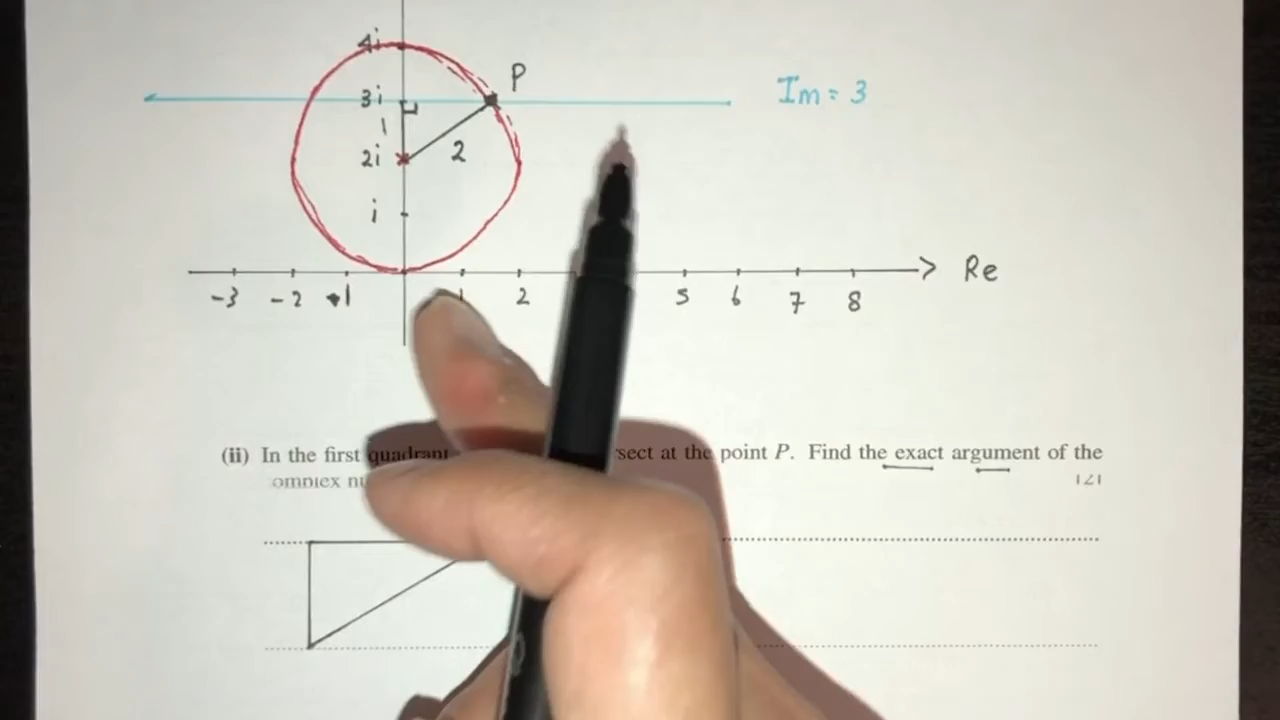 4i
P
3i
Im = 3
1
2i
2
i
Re
-3 -2 -1 1 2 5 6 7 8
(ii) In the first quadrant sect at the point P. Find the exact argument of the